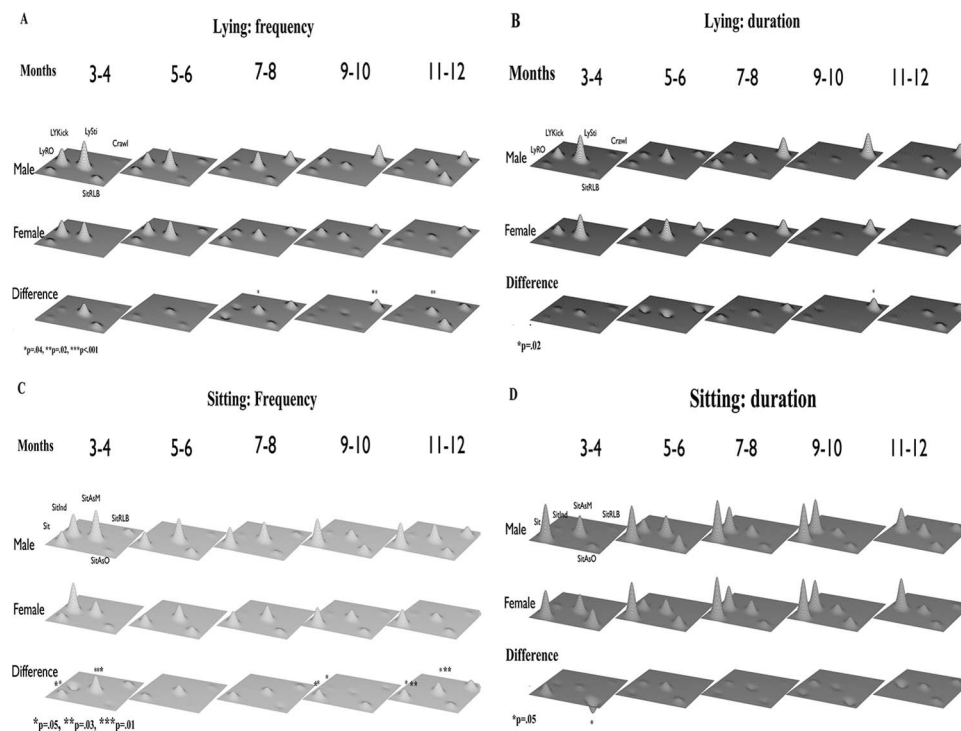 A
Lying: frequency
Months 3-4 5-6 7-8 9-10 11-12
LYKick LySti
LyRO Crawl
Male
SitRLB
Female
Difference
* ** **
*p=.04, **p=.02, ***p<.001
B
Lying: duration
Months 3-4 5-6 7-8 9-10 11-12
LYKick LySti
LyRO Crawl
Male
SitRLB
Female
Difference
*
*p=.02
C
Sitting: Frequency
Months 3-4 5-6 7-8 9-10 11-12
SitInd SitAsM
Sit SitRLB
Male
SitAsO
Female
Difference
*p=.05, **p=.03, ***p=.01
D
Sitting: duration
3-4 5-6 7-8 9-10 11-12
SitAsM
Sit SitInd SitRLB
Male
SitAsO
Female
Difference
*p=.05
*